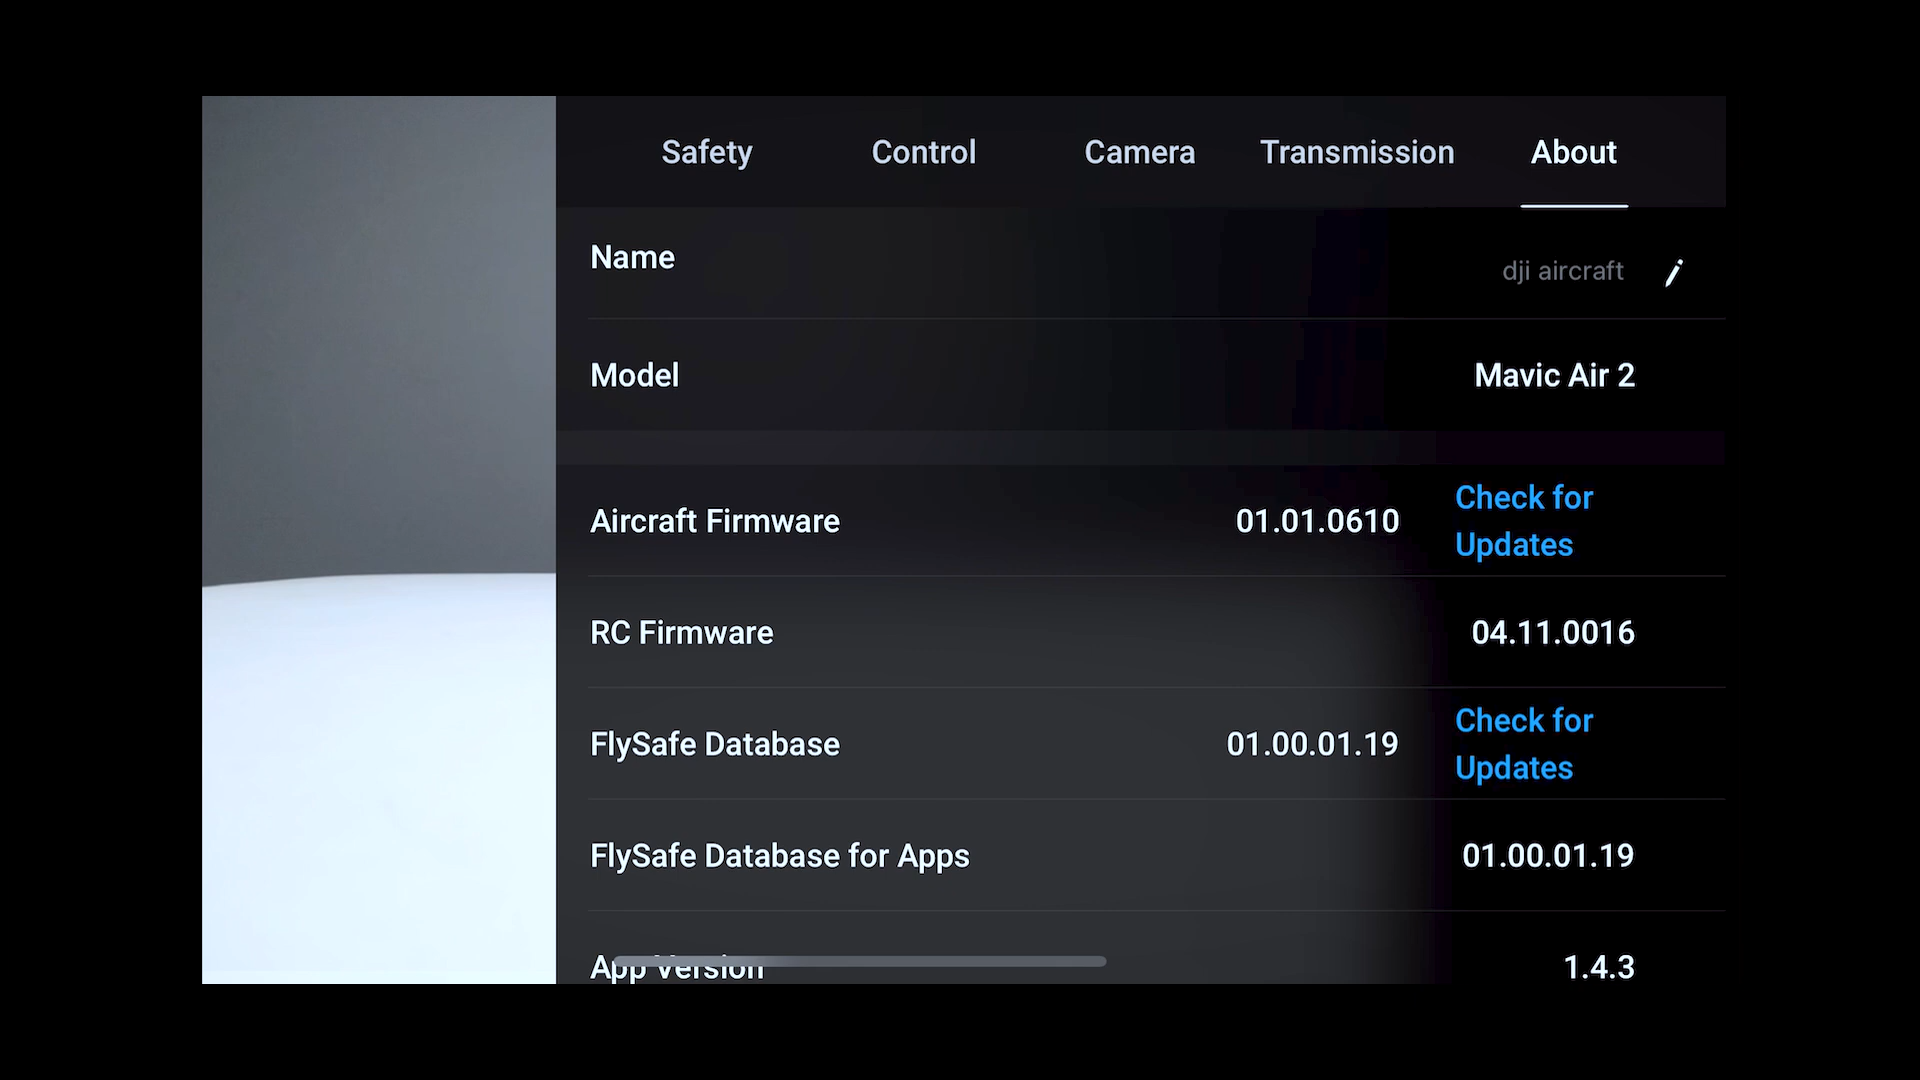 Safety Control Camera Transmission About
Name dji aircraft
Model Mavic Air 2
Aircraft Firmware 01.01.0610 Check for
Updates
RC Firmware 04.11.0016
FlySafe Database 01.00.01.19 Check for
Updates
FlySafe Database for Apps 01.00.01.19
App Version 1.4.3